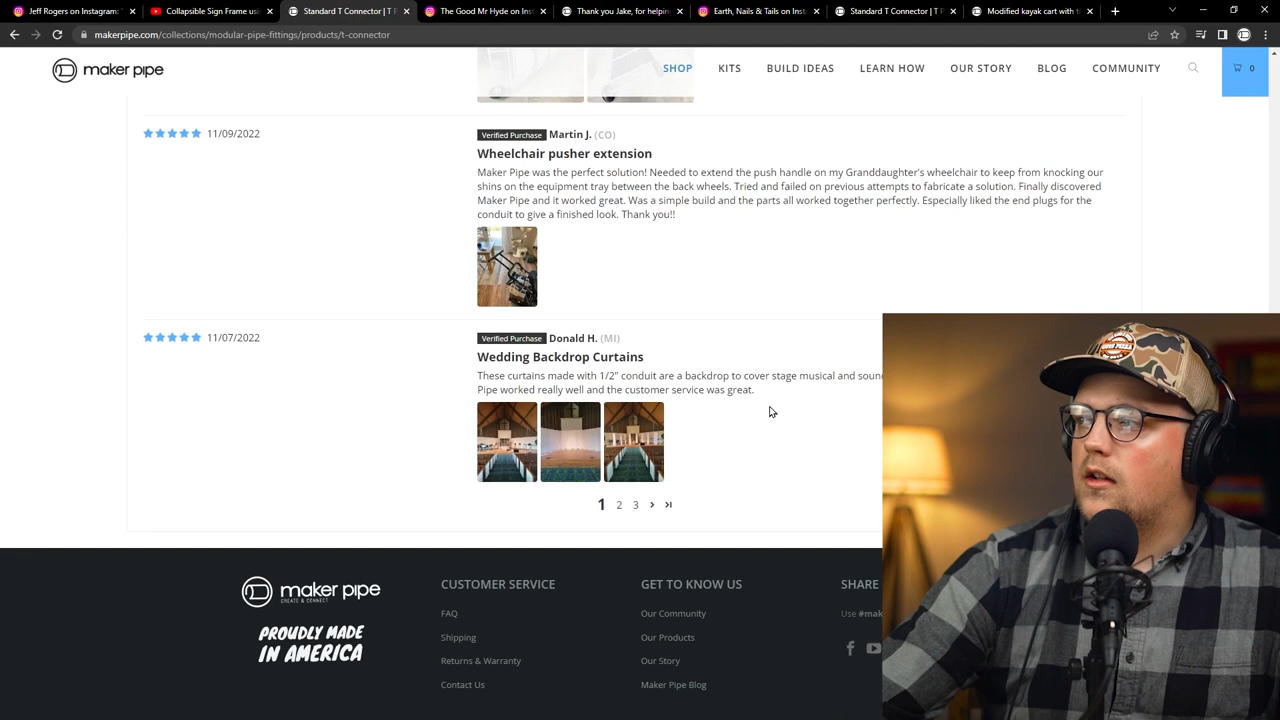 Jeff Rogers on Instagram:
Collapsible Sign Frame us
Standard T Connector | T P
The Good Mr Hyde on Inst
Thank you Jake, for helpin
Earth, Nails & Tails on Inst
Standard T Connector | T P
Modified kayak cart with t
makerpipe.com/collections/modular-pipe-fittings/products/t-connector
maker pipe
SHOP
KITS
BUILD IDEAS
LEARN HOW
OUR STORY
BLOG
COMMUNITY
0
11/09/2022
Verified Purchase Martin J. (CO)
Wheelchair pusher extension
Maker Pipe was the perfect solution! Needed to extend the push handle on my Granddaughter's wheelchair to keep from knocking our
shins on the equipment tray between the back wheels. Tried and failed on previous attempts to fabricate a solution. Finally discovered
Maker Pipe and it worked great. Was a simple build and the parts all worked together perfectly. Especially liked the end plugs for the
conduit to give a finished look. Thank you!!
11/07/2022
Verified Purchase Donald H. (MI)
Wedding Backdrop Curtains
These curtains made with 1/2" conduit are a backdrop to cover stage musical and soun
Pipe worked really well and the customer service was great.
1 2 3
maker pipe
CREATE & CONNECT
PROUDLY MADE
IN AMERICA
CUSTOMER SERVICE
FAQ
Shipping
Returns & Warranty
Contact Us
GET TO KNOW US
Our Community
Our Products
Our Story
Maker Pipe Blog
SHARE
Use #mak